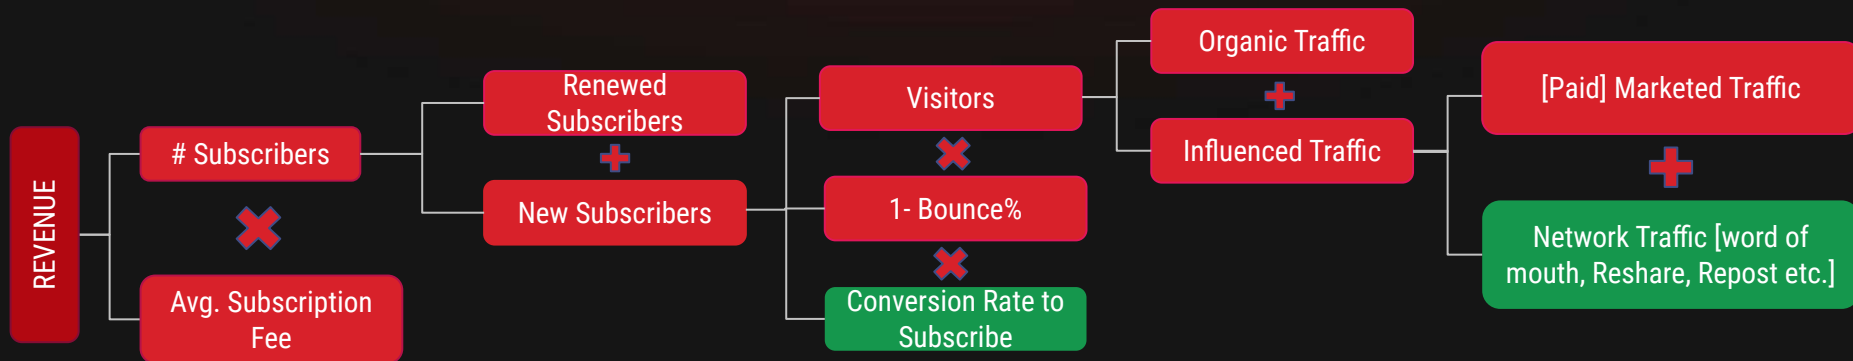 REVENUE
# Subscribers
Avg. Subscription
Fee
Renewed
Subscribers
New Subscribers
Visitors
1- Bounce%
Conversion Rate to
Subscribe
Organic Traffic
Influenced Traffic
[Paid] Marketed Traffic
Network Traffic [word of
mouth, Reshare, Repost etc.]